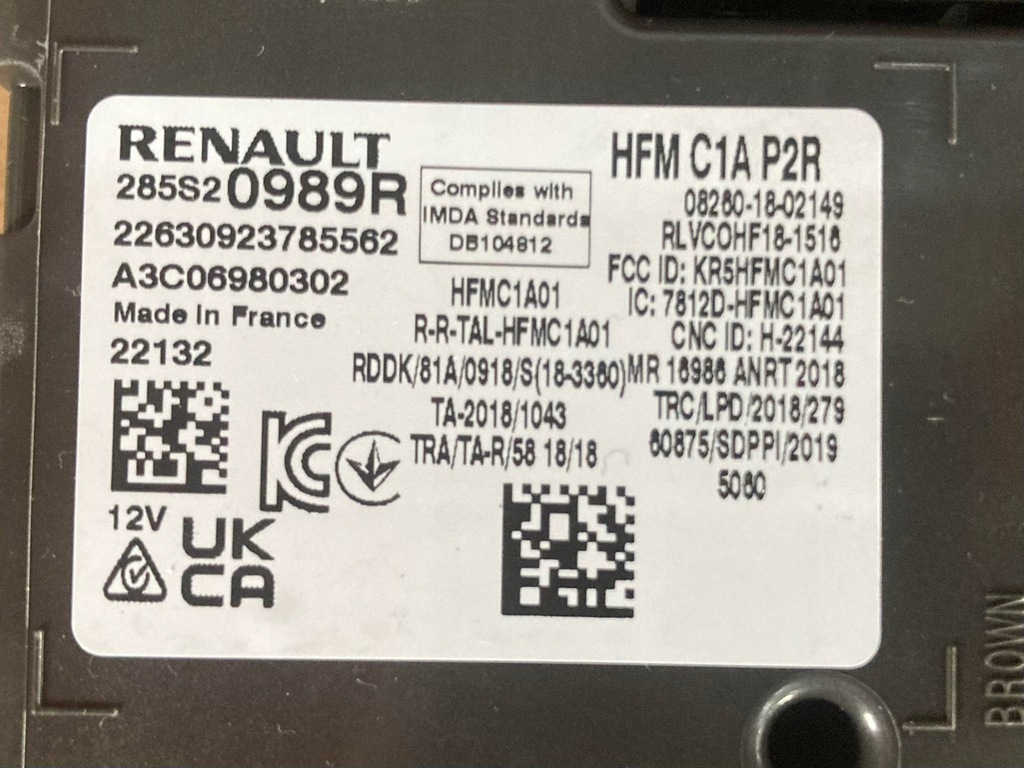 RENAULT
285S20989R
22630923785562
A3C06980302
Made In France
22132
12V
UK
CA
Complies with
IMDA Standards
DB104812
HFMC1A01
R-R-TAL-HFMC1A01
RDDK/81A/0918/S(18-3360)
TA-2018/1043
TRA/TA-R/58 18/18
HFM C1A P2R
08260-18-02149
RLVCOHF18-1516
FCC ID: KR5HFMC1A01
IC: 7812D-HFMC1A01
CNC ID: H-22144
MR 16986 ANRT 2018
TRC/LPD/2018/279
60875/SDPPI/2019
5060
BROWN